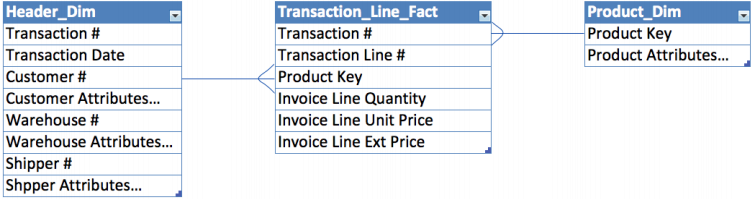 Header_Dim
Transaction #
Transaction Date
Customer #
Customer Attributes...
Warehouse #
Warehouse Attributes...
Shipper #
Shpper Attributes...
Transaction_Line_Fact
Transaction #
Transaction Line #
Product Key
Invoice Line Quantity
Invoice Line Unit Price
Invoice Line Ext Price
Product_Dim
Product Key
Product Attributes...